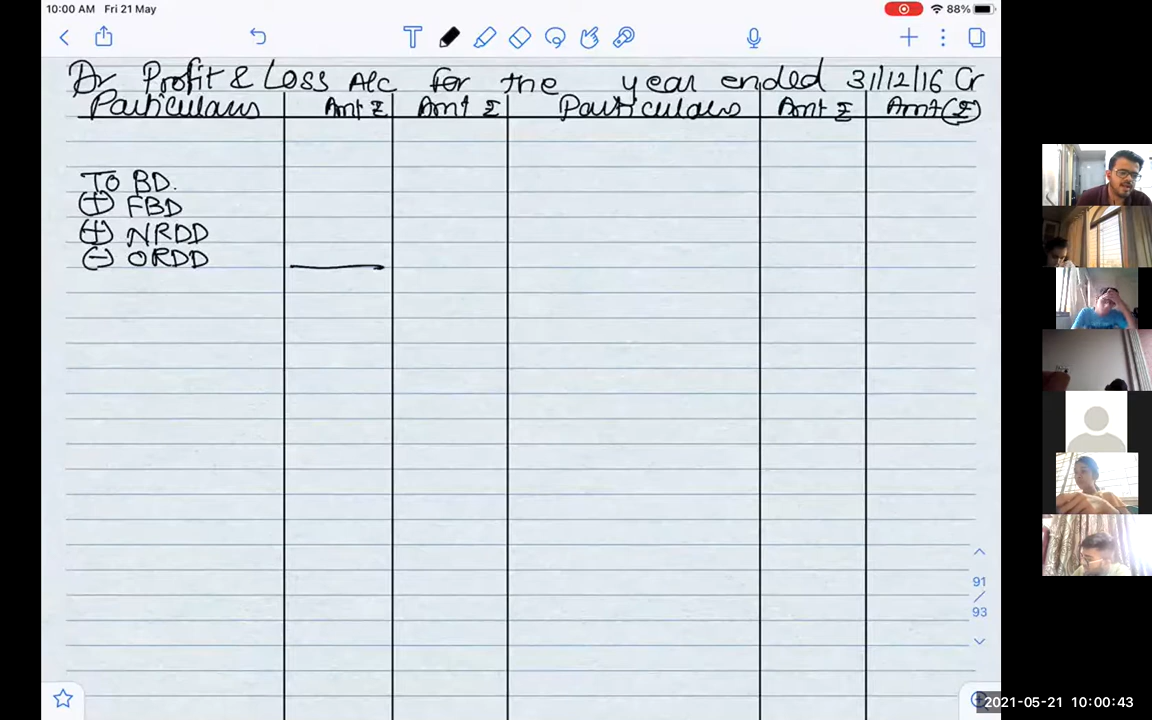 10:00 AM Fri 21 May
88%
T
Dr Profit & Loss A/c for the year ended 31/12/16 Cr
Particulars Amt ₹ Amt ₹ Particulars Amt ₹ Amt (₹)
To BD.
(+) FBD
(+) NRDD
(-) ORDD
91
/
93
2021-05-21 10:00:43